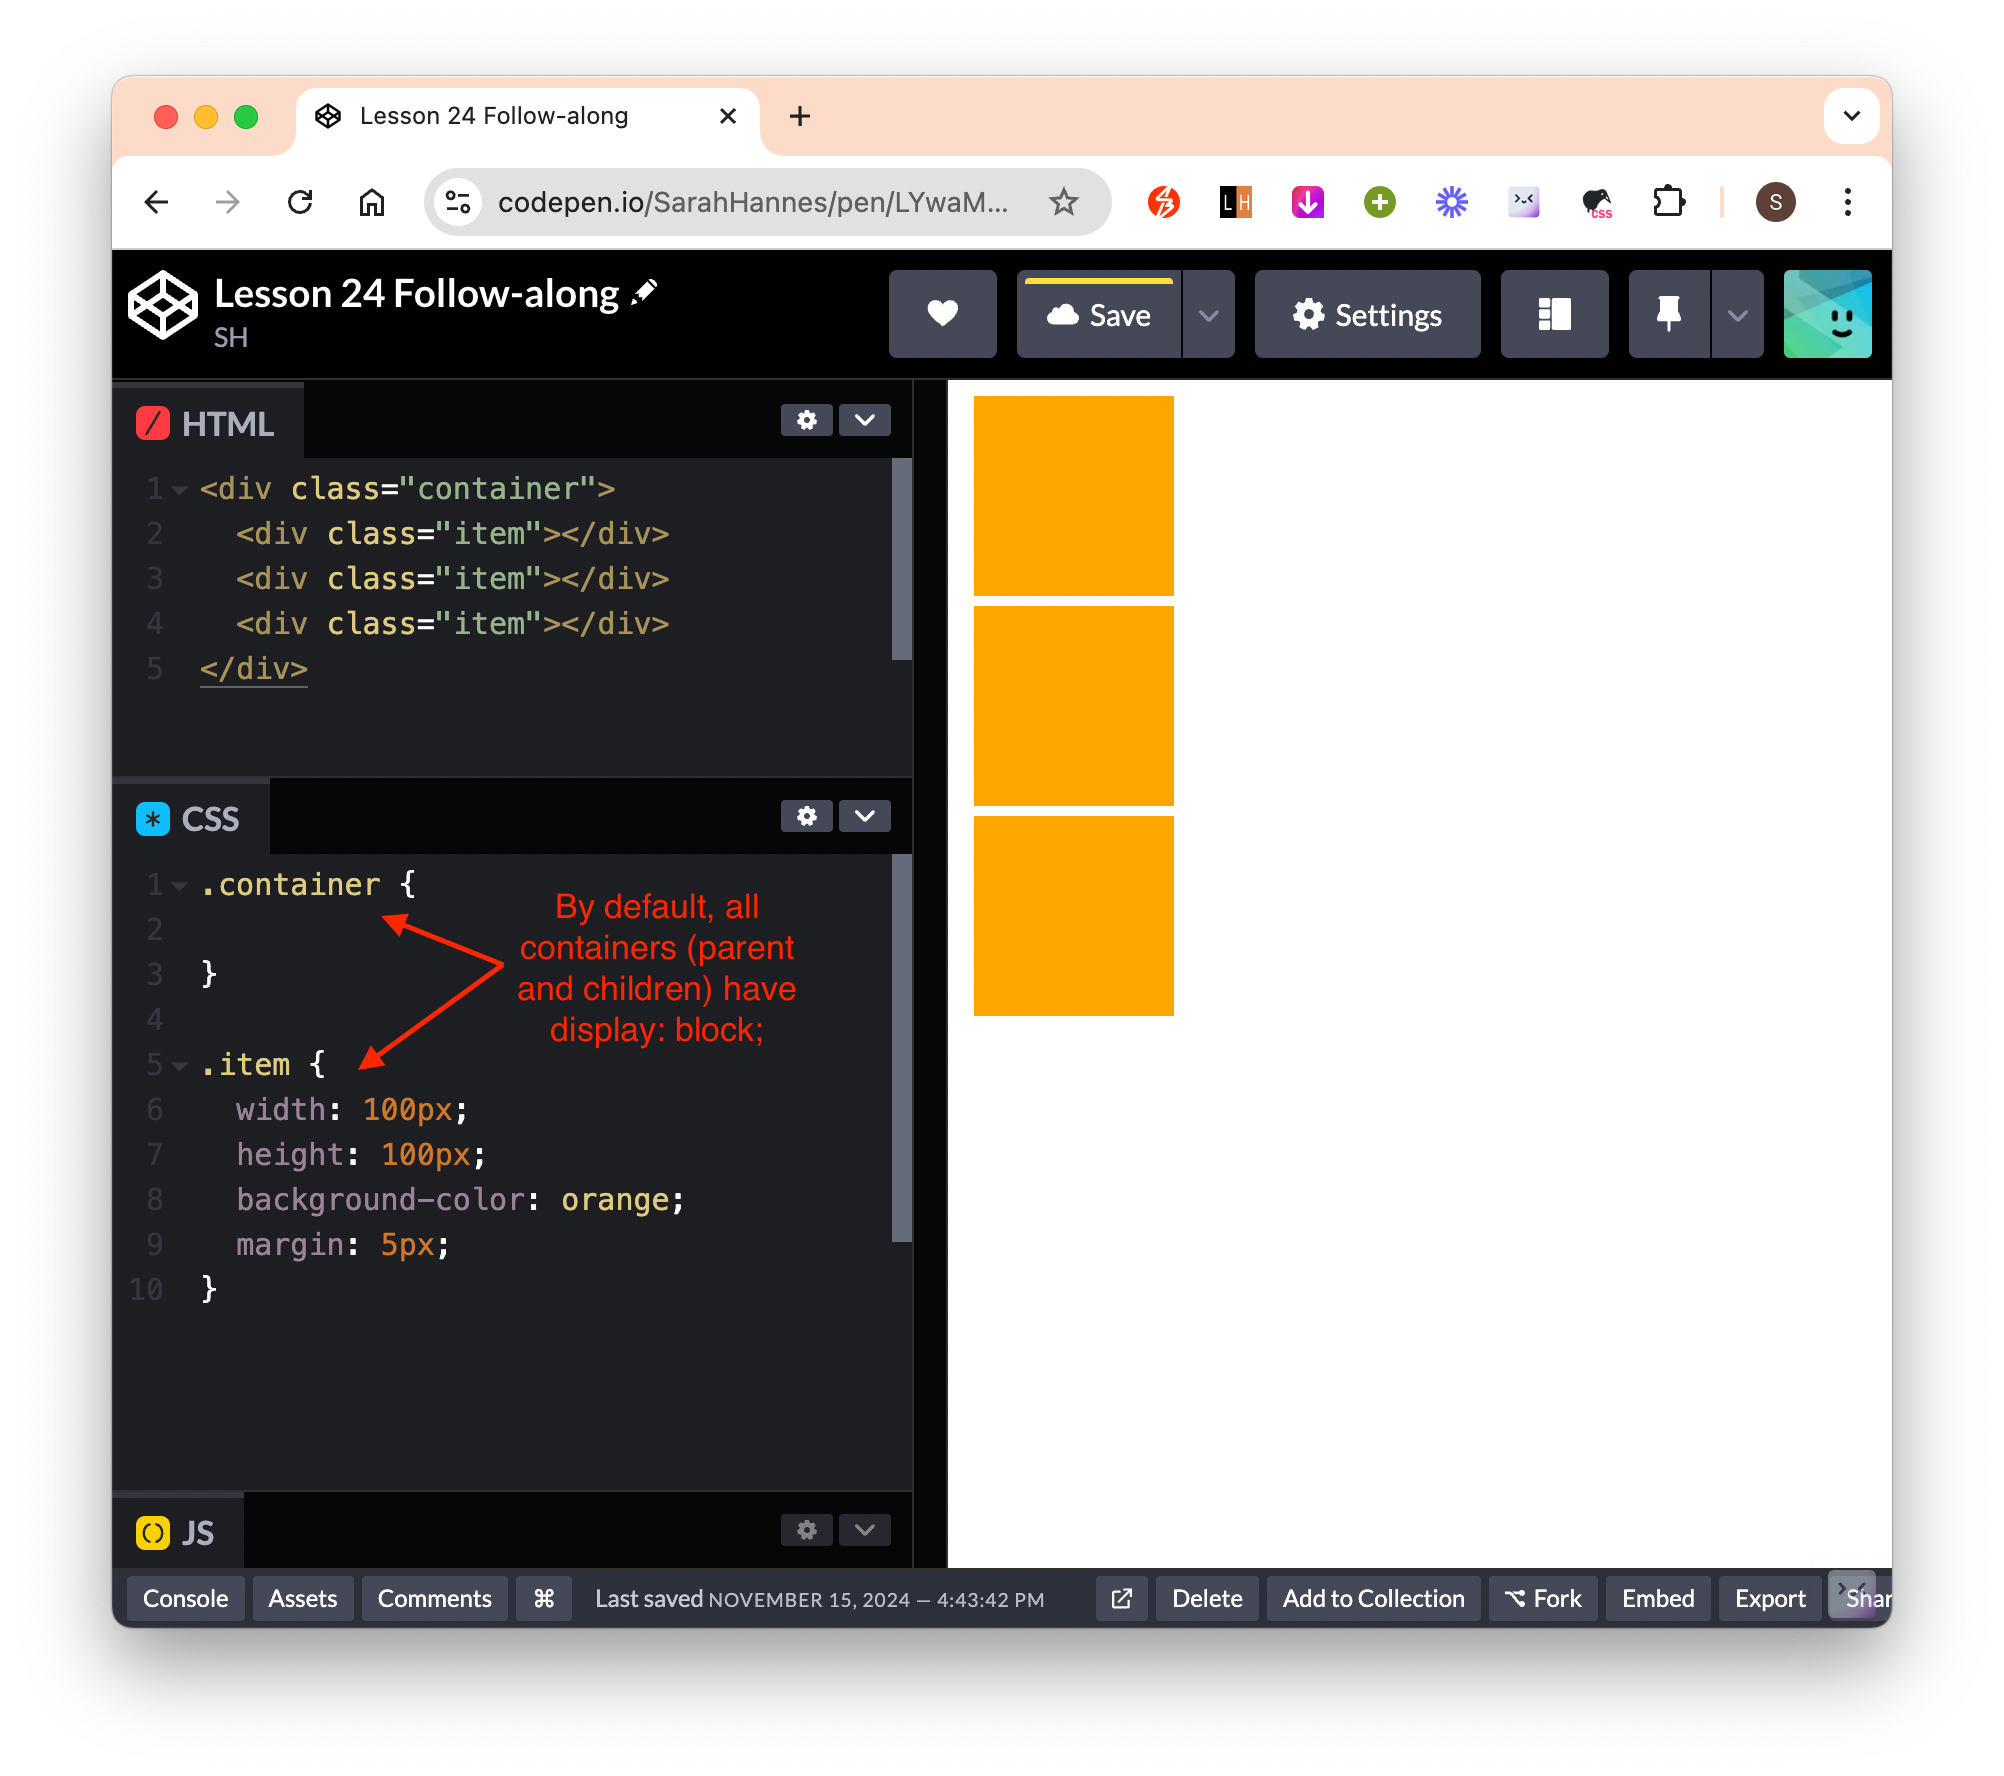 Lesson 24 Follow-along
codepen.io/SarahHannes/pen/LYwaM...
L H
css
S
Lesson 24 Follow-along
SH
Save
Settings
HTML
1 <div class="container">
2 <div class="item"></div>
3 <div class="item"></div>
4 <div class="item"></div>
5 </div>
CSS
1 .container {
2
3 }
4
5 .item {
6 width: 100px;
7 height: 100px;
8 background-color: orange;
9 margin: 5px;
10 }
By default, all
containers (parent
and children) have
display: block;
JS
Console Assets Comments ⌘ Last saved NOVEMBER 15, 2024 — 4:43:42 PM Delete Add to Collection Fork Embed Export Shar